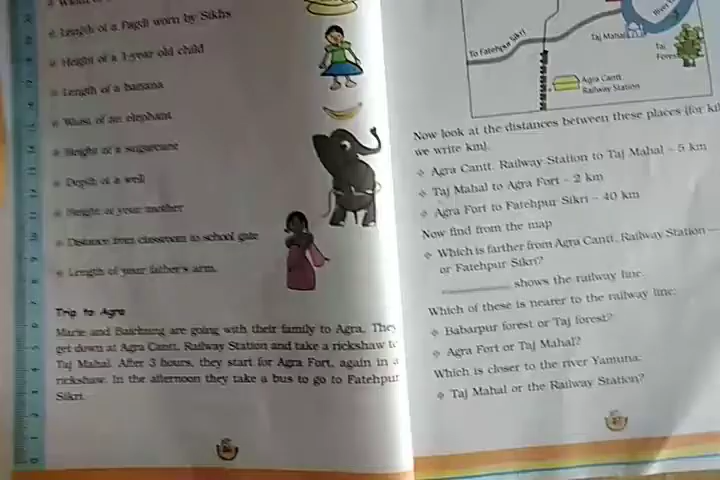 Length of a Pagdi worn by Sikhs
Height of a 1-year old child
Length of a banana
Waist of an elephant
Height of a sugarcane
Depth of a well
Height of your mother
Distance from classroom to school gate
Length of your father's arm.
Trip to Agra
Marie and Baichung are going with their family to Agra. They
get down at Agra Cantt. Railway Station and take a rickshaw to
Taj Mahal. After 3 hours, they start for Agra Fort, again in a
rickshaw. In the afternoon they take a bus to go to Fatehpur
Sikri.
To Fatehpur Sikri
Taj Mahal
River
Taj
Forest
Agra Cantt.
Railway Station
Now look at the distances between these places (for
we write km).
Agra Cantt. Railway Station to Taj Mahal – 5 km
Taj Mahal to Agra Fort – 2 km
Agra Fort to Fatehpur Sikri – 40 km
Now find from the map
Which is farther from Agra Cantt. Railway Station —
or Fatehpur Sikri?
shows the railway line.
Which of these is nearer to the railway line:
Babarpur forest or Taj forest?
Agra Fort or Taj Mahal?
Which is closer to the river Yamuna:
Taj Mahal or the Railway Station?